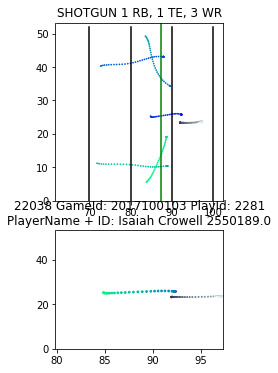 SHOTGUN 1 RB, 1 TE, 3 WR
50
40
30
20
10
0
70 80 90 100
22038 GameId: 2017100103 PlayId: 2281
PlayerName + ID: Isaiah Crowell 2550189.0
40
20
0
80 85 90 95